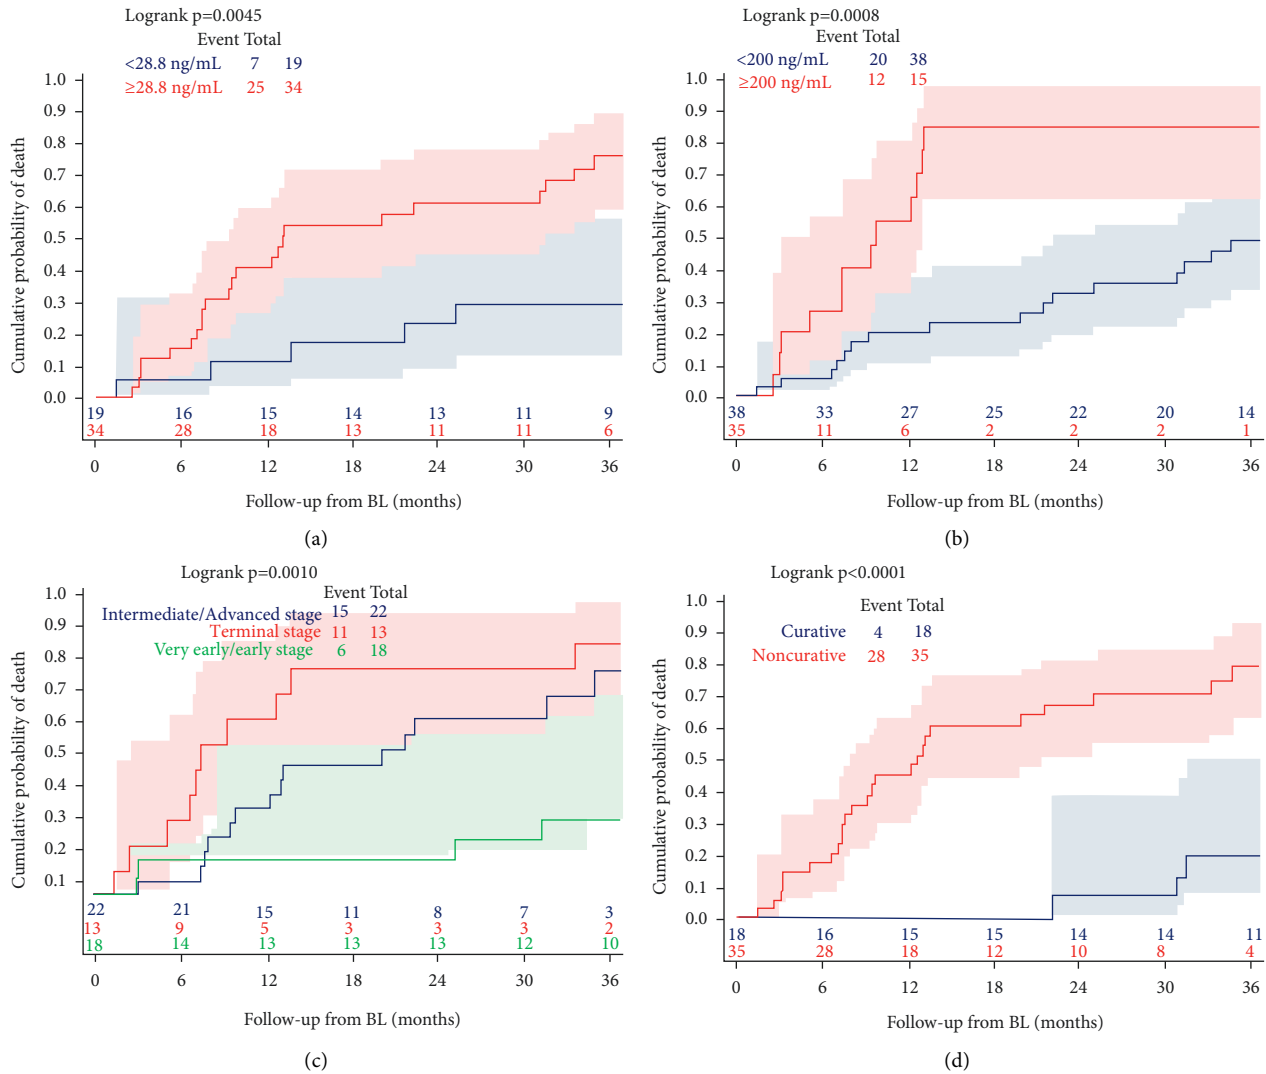 Logrank p=0.0045
Event Total
<28.8 ng/mL 7 19
≥28.8 ng/mL 25 34
Cumulative probability of death
1.0
0.9
0.8
0.7
0.6
0.5
0.4
0.3
0.2
0.1
0.0
19 16 15 14 13 11 9
34 28 18 13 11 11 6
0 6 12 18 24 30 36
Follow-up from BL (months)
(a)
Logrank p=0.0008
Event Total
<200 ng/mL 20 38
≥200 ng/mL 12 15
Cumulative probability of death
1.0
0.9
0.8
0.7
0.6
0.5
0.4
0.3
0.2
0.1
0.0
38 33 27 25 22 20 14
35 11 6 2 2 2 1
0 6 12 18 24 30 36
Follow-up from BL (months)
(b)
Logrank p=0.0010
Event Total
Intermediate/Advanced stage 15 22
Terminal stage 11 13
Very early/early stage 6 18
Cumulative probability of death
1.0
0.9
0.8
0.7
0.6
0.5
0.4
0.3
0.2
0.1
22 21 15 11 8 7 3
13 9 5 3 3 3 2
18 14 13 13 13 12 10
0 6 12 18 24 30 36
Follow-up from BL (months)
(c)
Logrank p<0.0001
Event Total
Curative 4 18
Noncurative 28 35
Cumulative probability of death
1.0
0.9
0.8
0.7
0.6
0.5
0.4
0.3
0.2
0.1
0.0
18 16 15 15 14 14 11
35 28 18 12 10 8 4
0 6 12 18 24 30 36
Follow-up from BL (months)
(d)